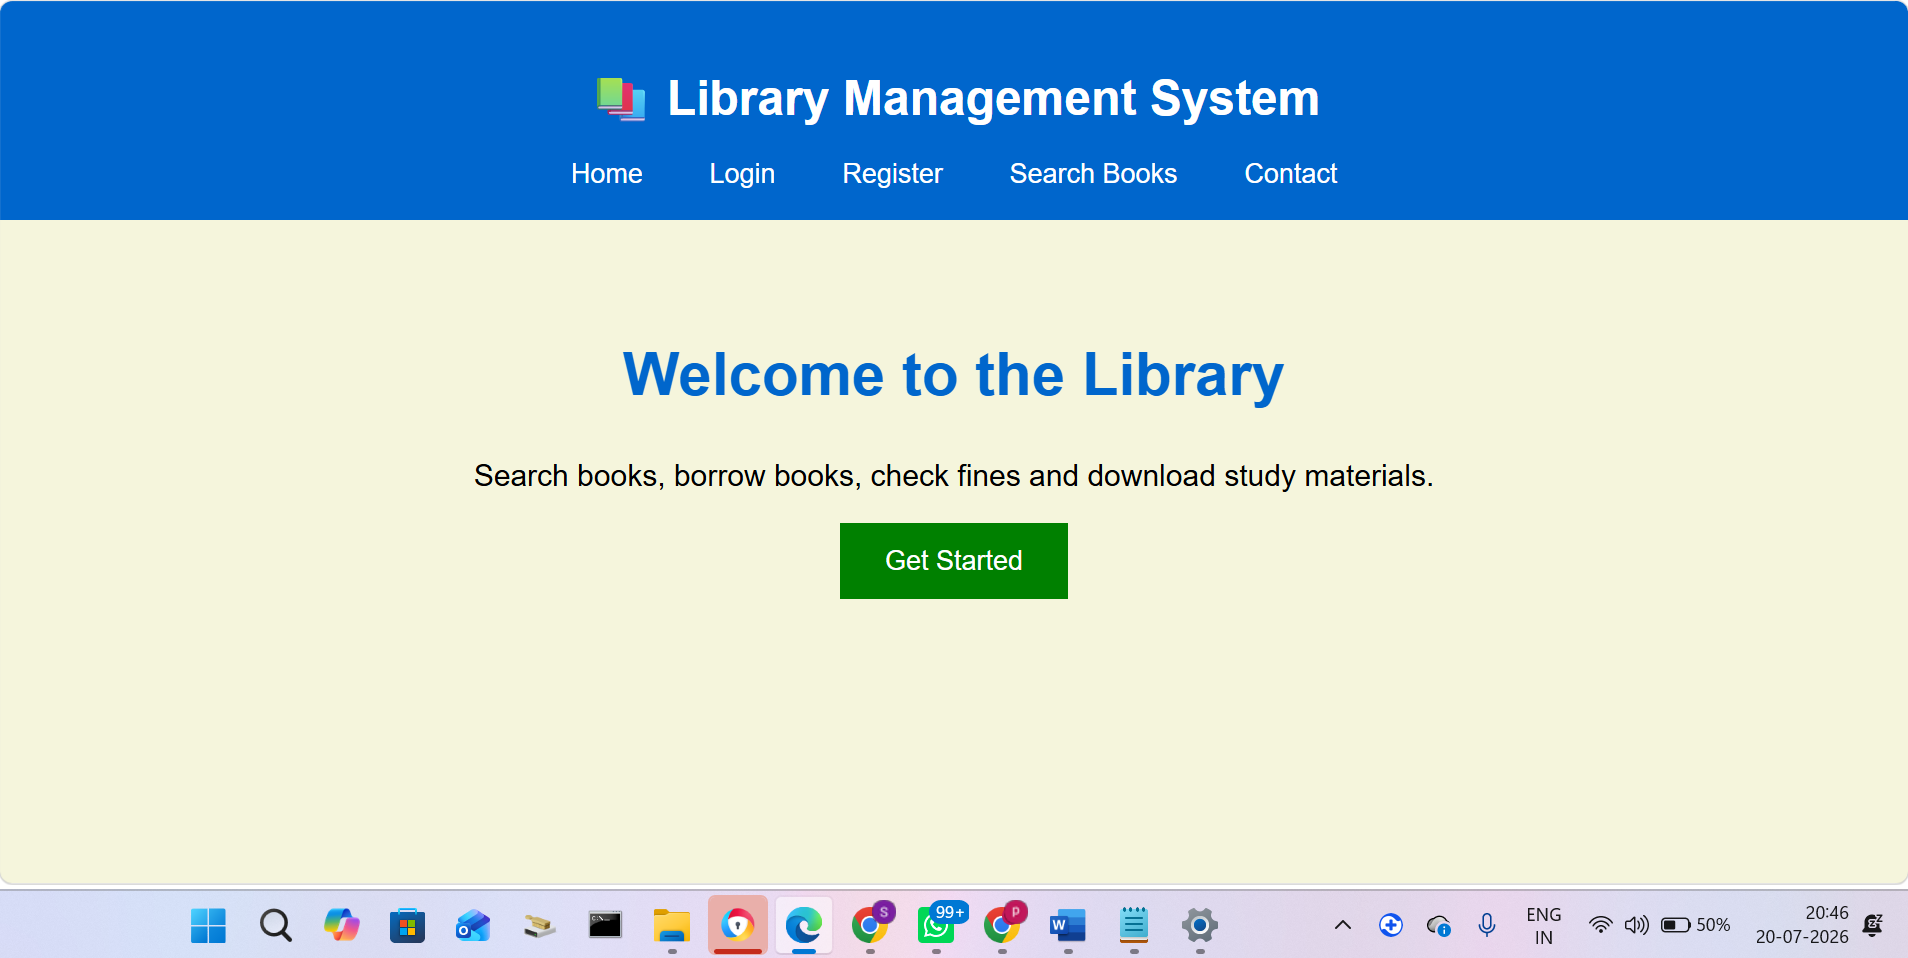 Library Management System
Home Login Register Search Books Contact
Welcome to the Library
Search books, borrow books, check fines and download study materials.
Get Started
S
99+
P
W
ENG
IN
50%
20:46
20-07-2026